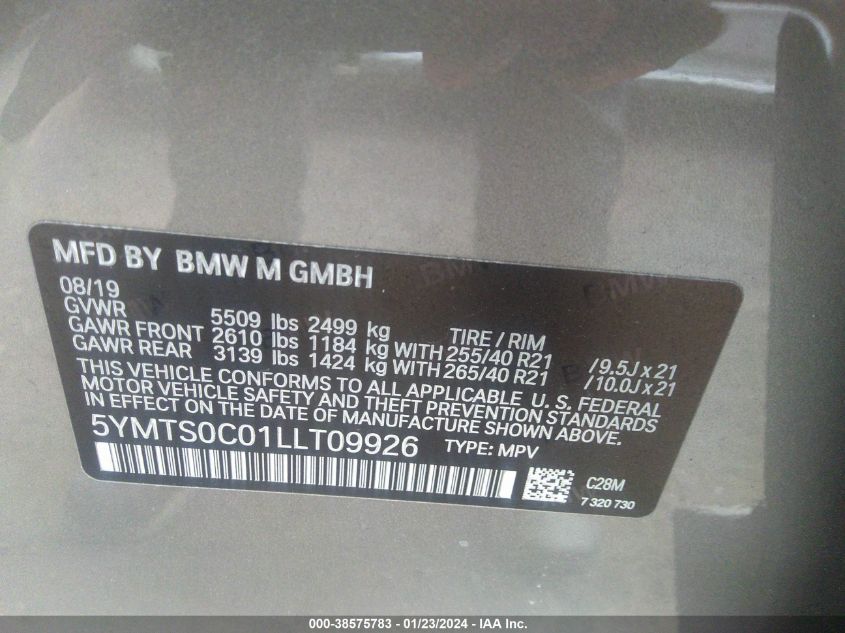 MFD BY BMW M GMBH
08/19
GVWR 5509 lbs 2499 kg TIRE / RIM
GAWR FRONT 2610 lbs 1184 kg WITH 255/40 R21 / 9.5J x 21
GAWR REAR 3139 lbs 1424 kg WITH 265/40 R21 / 10.0J x 21
THIS VEHICLE CONFORMS TO ALL APPLICABLE U. S. FEDERAL
MOTOR VEHICLE SAFETY AND THEFT PREVENTION STANDARDS
IN EFFECT ON THE DATE OF MANUFACTURE SHOWN ABOVE.
5YMTS0C01LLT09926 TYPE: MPV
C28M
7 320 730
000-38575783 - 01/23/2024 - IAA Inc.